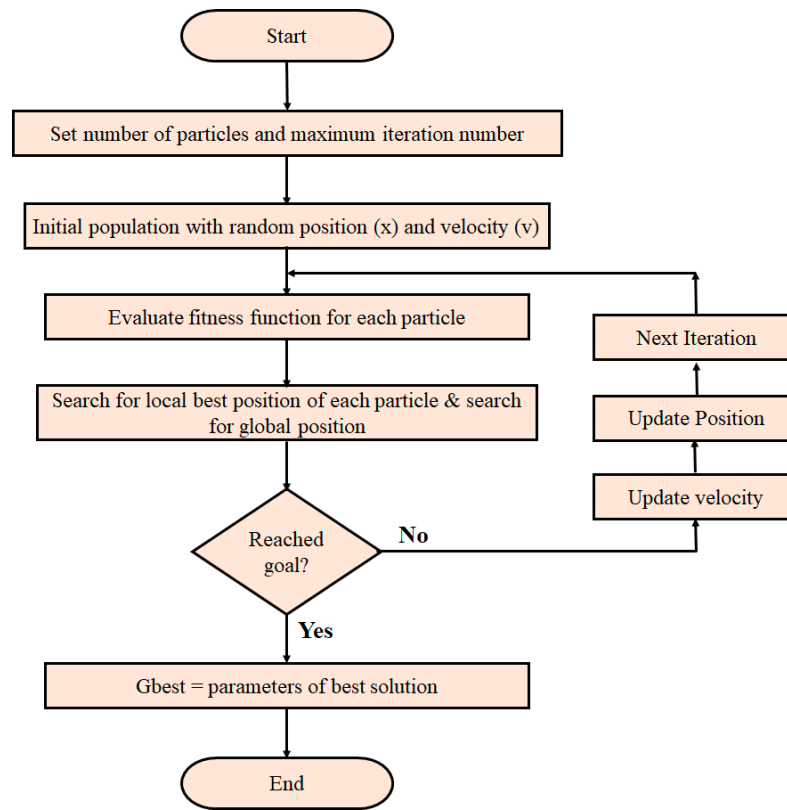 Start
Set number of particles and maximum iteration number
Initial population with random position (x) and velocity (v)
Evaluate fitness function for each particle
Search for local best position of each particle & search
for global position
Reached
goal?
No
Yes
Update velocity
Update Position
Next Iteration
Gbest = parameters of best solution
End